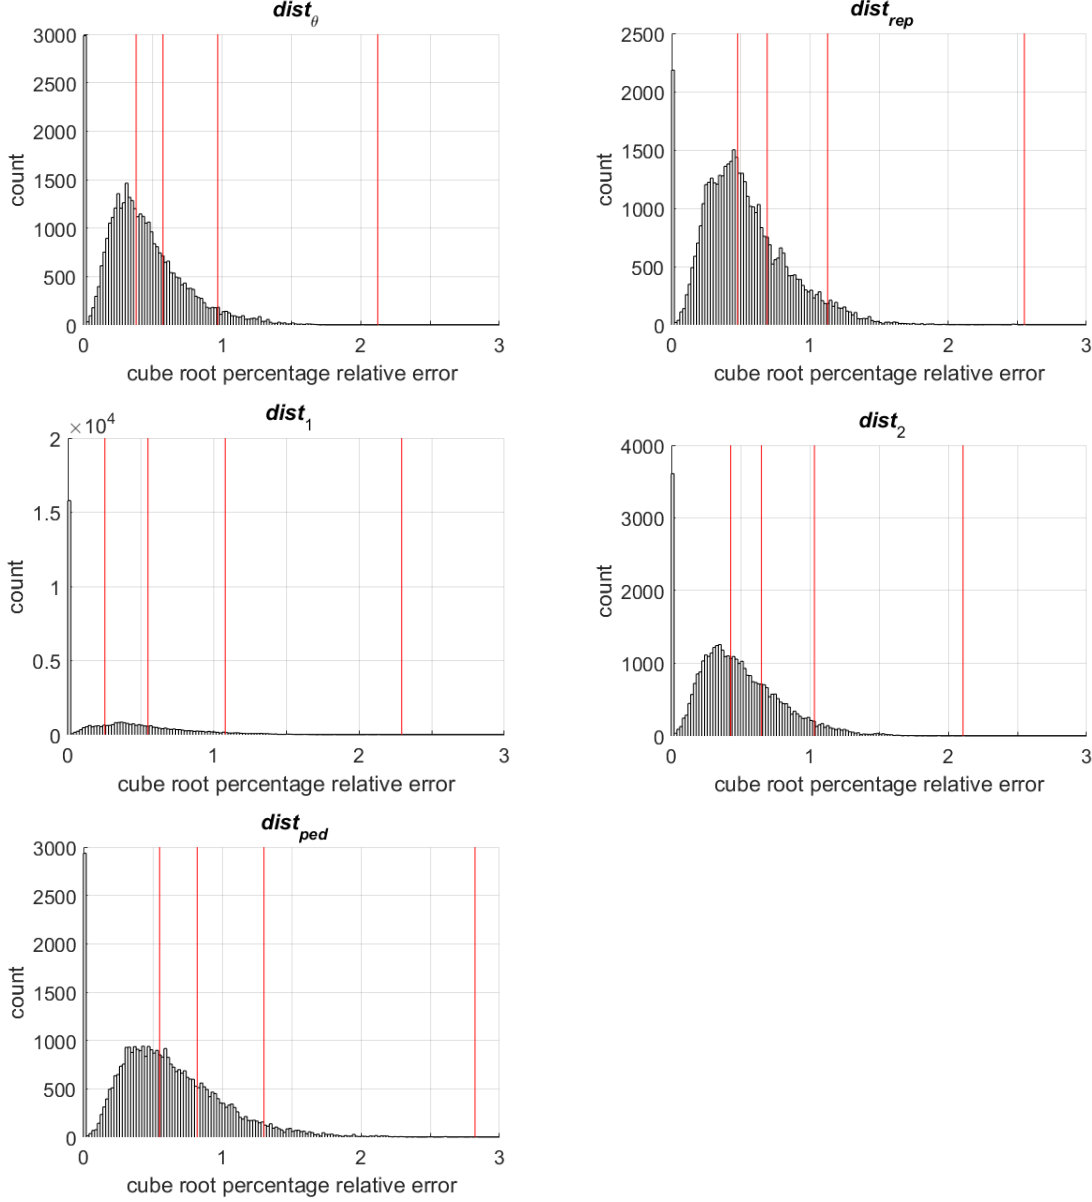 dist_θ
3000
2500
2000
1500
1000
500
0
count
0 1 2 3
cube root percentage relative error
dist_rep
2500
2000
1500
1000
500
0
count
0 1 2 3
cube root percentage relative error
dist_1
×10^4
2
1.5
1
0.5
0
count
0 1 2 3
cube root percentage relative error
dist_2
4000
3000
2000
1000
0
count
0 1 2 3
cube root percentage relative error
dist_ped
3000
2500
2000
1500
1000
500
0
count
0 1 2 3
cube root percentage relative error